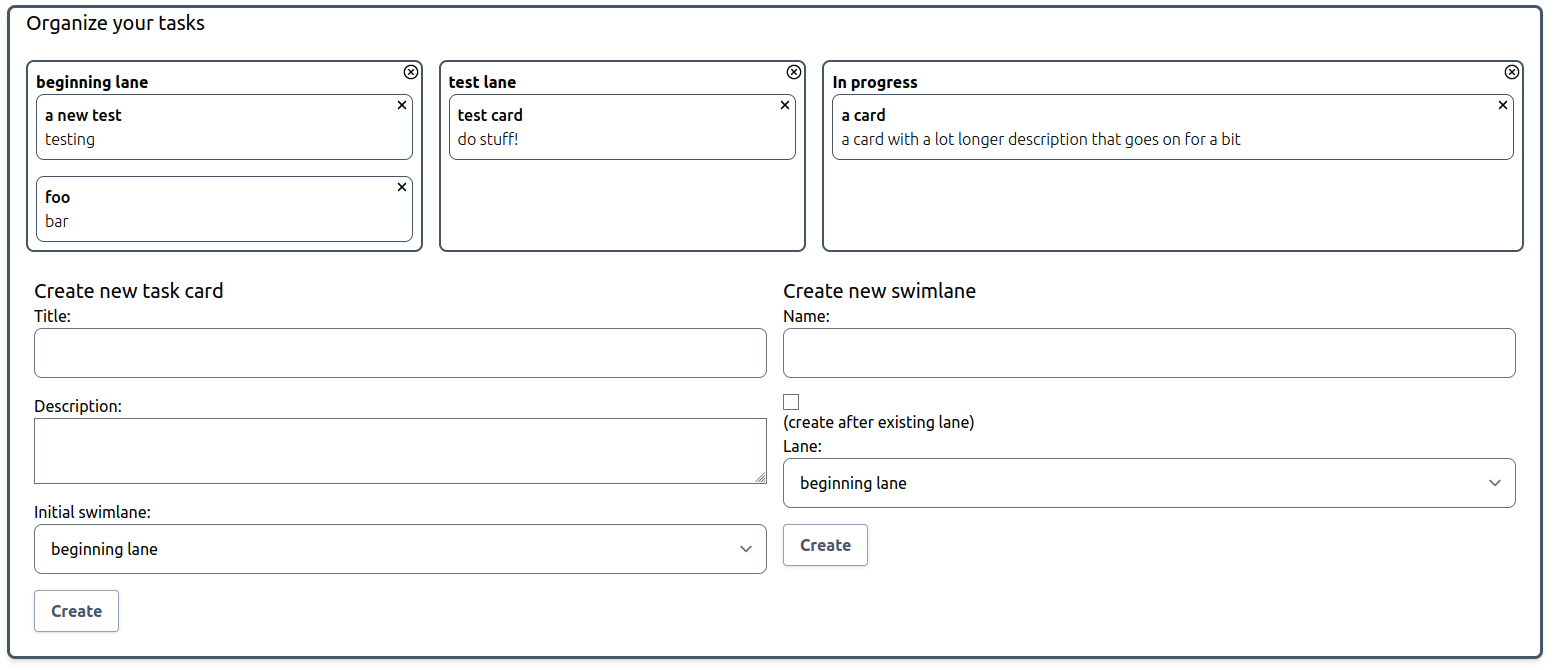 Organize your tasks
beginning lane
a new test
testing
foo
bar
test lane
test card
do stuff!
In progress
a card
a card with a lot longer description that goes on for a bit
Create new task card
Title:
Description:
Initial swimlane:
beginning lane
Create
Create new swimlane
Name:
(create after existing lane)
Lane:
beginning lane
Create